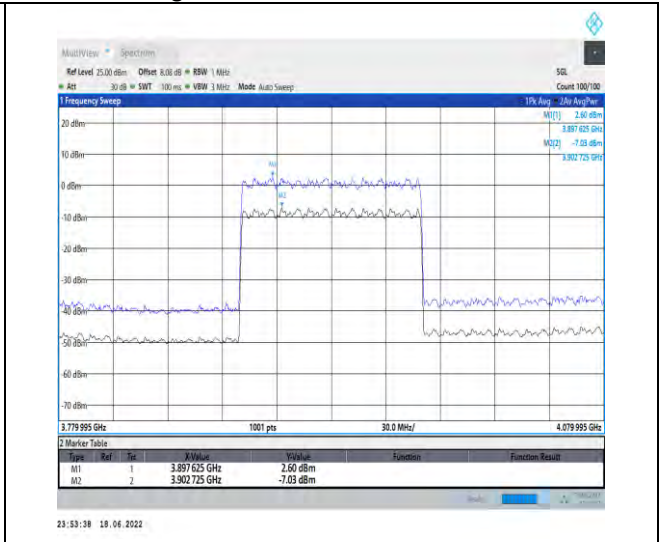 MultiView Spectrum
Ref Level 25.00 dBm Offset 8.08 dB RBW 1 MHz SGL
Att 30 dB SWT 100 ms VBW 3 MHz Mode Auto Sweep Count 100/100
1 Frequency Sweep 1Pk Avg 2Av AvgPwr
M1[1] 2.60 dBm
3.897 625 GHz
M2[2] -7.03 dBm
3.902 725 GHz
20 dBm
10 dBm
M1
0 dBm
M2
-10 dBm
-20 dBm
-30 dBm
-40 dBm
-50 dBm
-60 dBm
-70 dBm
3.779 995 GHz 1001 pts 30.0 MHz/ 4.079 995 GHz
2 Marker Table
Type Ref Trc X-Value Y-Value Function Function Result
M1 1 3.897 625 GHz 2.60 dBm
M2 2 3.902 725 GHz -7.03 dBm
23:53:38 18.06.2022